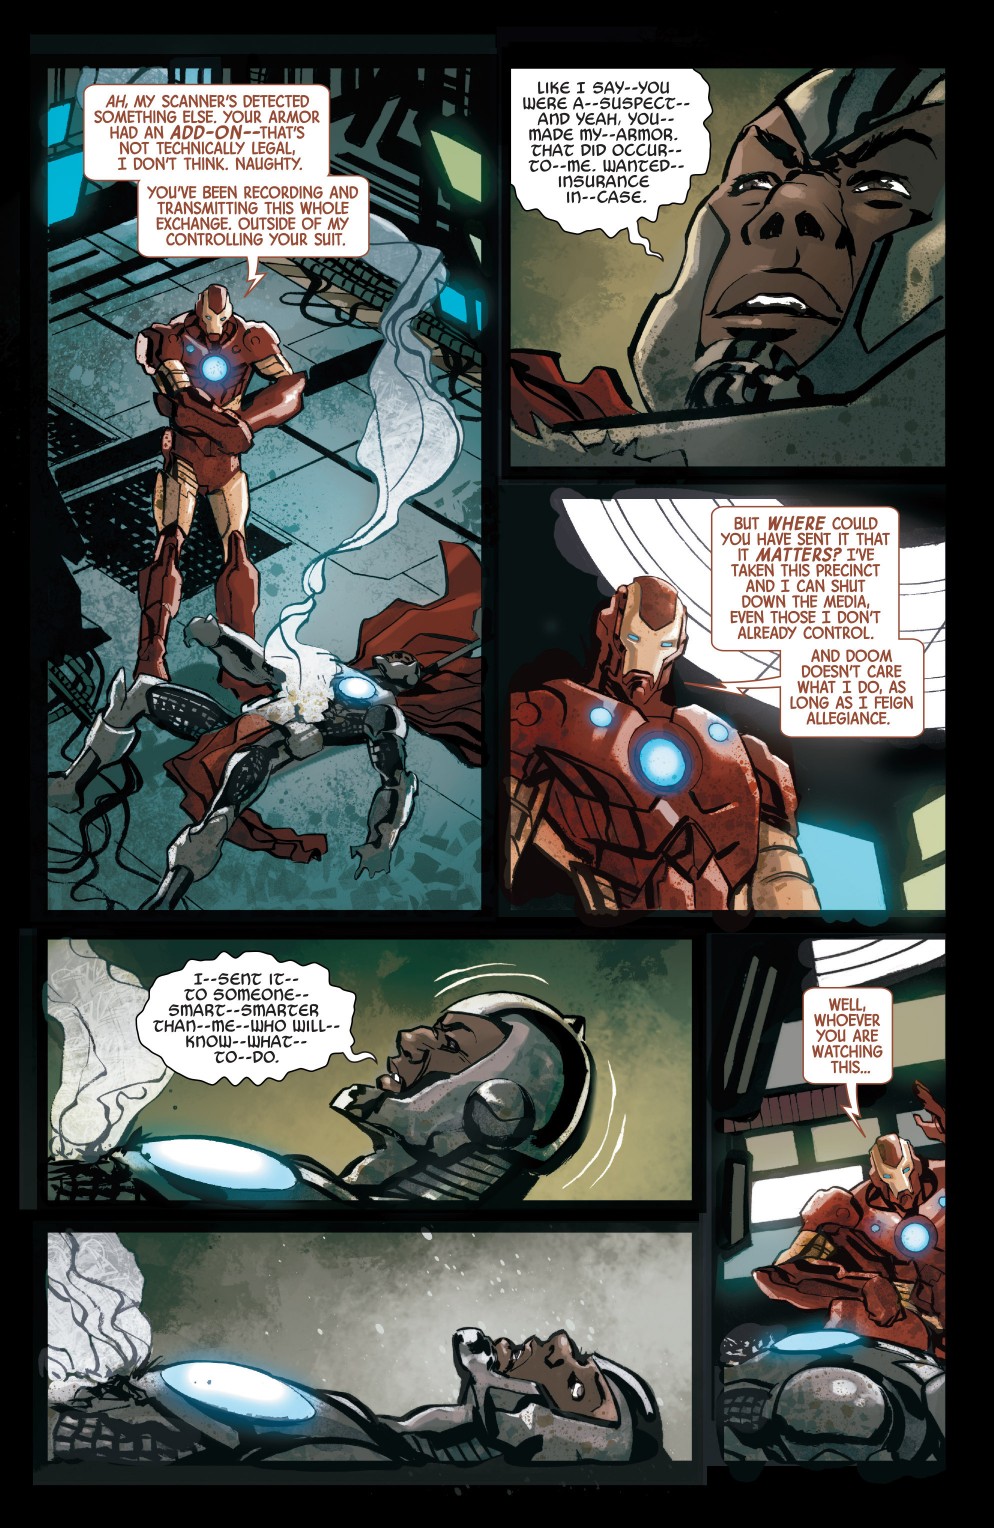 AH, MY SCANNER'S DETECTED
SOMETHING ELSE. YOUR ARMOR
HAD AN ADD-ON--THAT'S
NOT TECHNICALLY LEGAL,
I DON'T THINK. NAUGHTY.
YOU'VE BEEN RECORDING AND
TRANSMITTING THIS WHOLE
EXCHANGE. OUTSIDE OF MY
CONTROLLING YOUR SUIT.
LIKE I SAY--YOU
WERE A--SUSPECT--
AND YEAH, YOU--
MADE MY--ARMOR.
THAT DID OCCUR--
TO--ME. WANTED--
INSURANCE
IN--CASE.
BUT WHERE COULD
YOU HAVE SENT IT THAT
IT MATTERS? I'VE
TAKEN THIS PRECINCT
AND I CAN SHUT
DOWN THE MEDIA,
EVEN THOSE I DON'T
ALREADY CONTROL.
AND DOOM
DOESN'T CARE
WHAT I DO, AS
LONG AS I FEIGN
ALLEGIANCE.
I--SENT IT--
TO SOMEONE--
SMART--SMARTER
THAN--ME--WHO WILL--
KNOW--WHAT--
TO--DO.
WELL,
WHOEVER
YOU ARE
WATCHING
THIS...